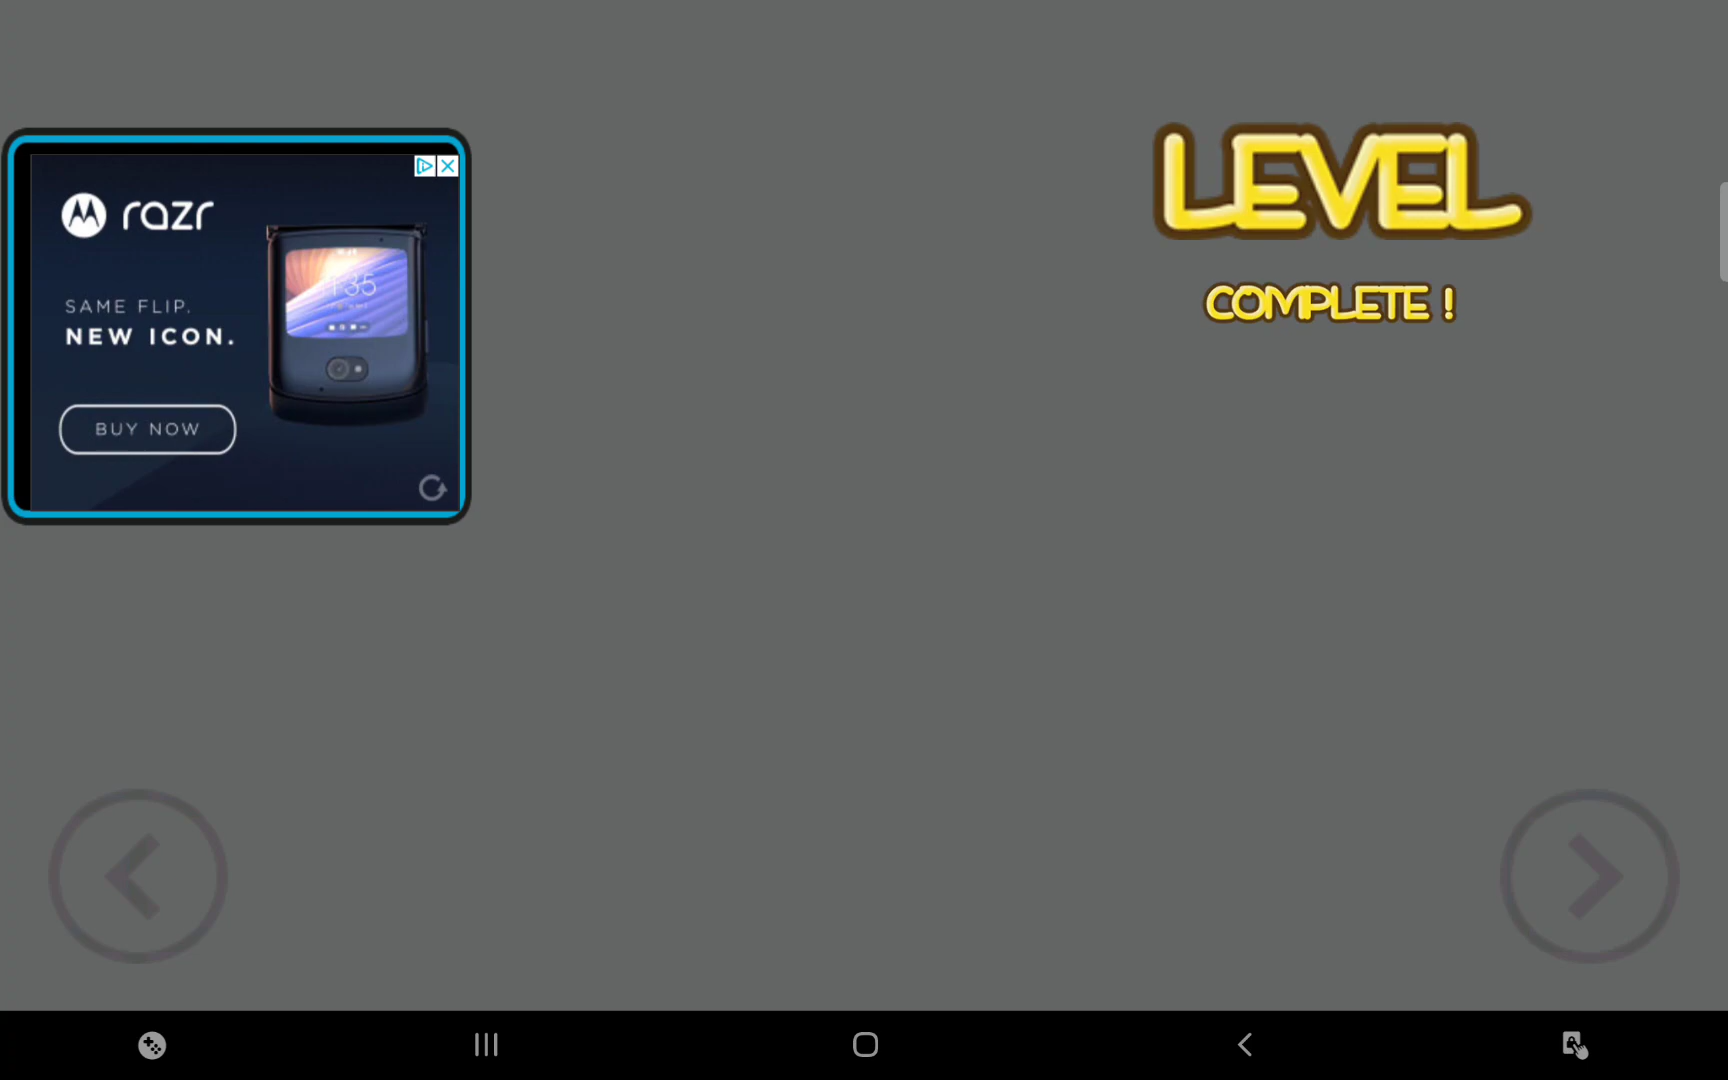 razr
SAME FLIP.
NEW ICON.
BUY NOW
LEVEL
COMPLETE !